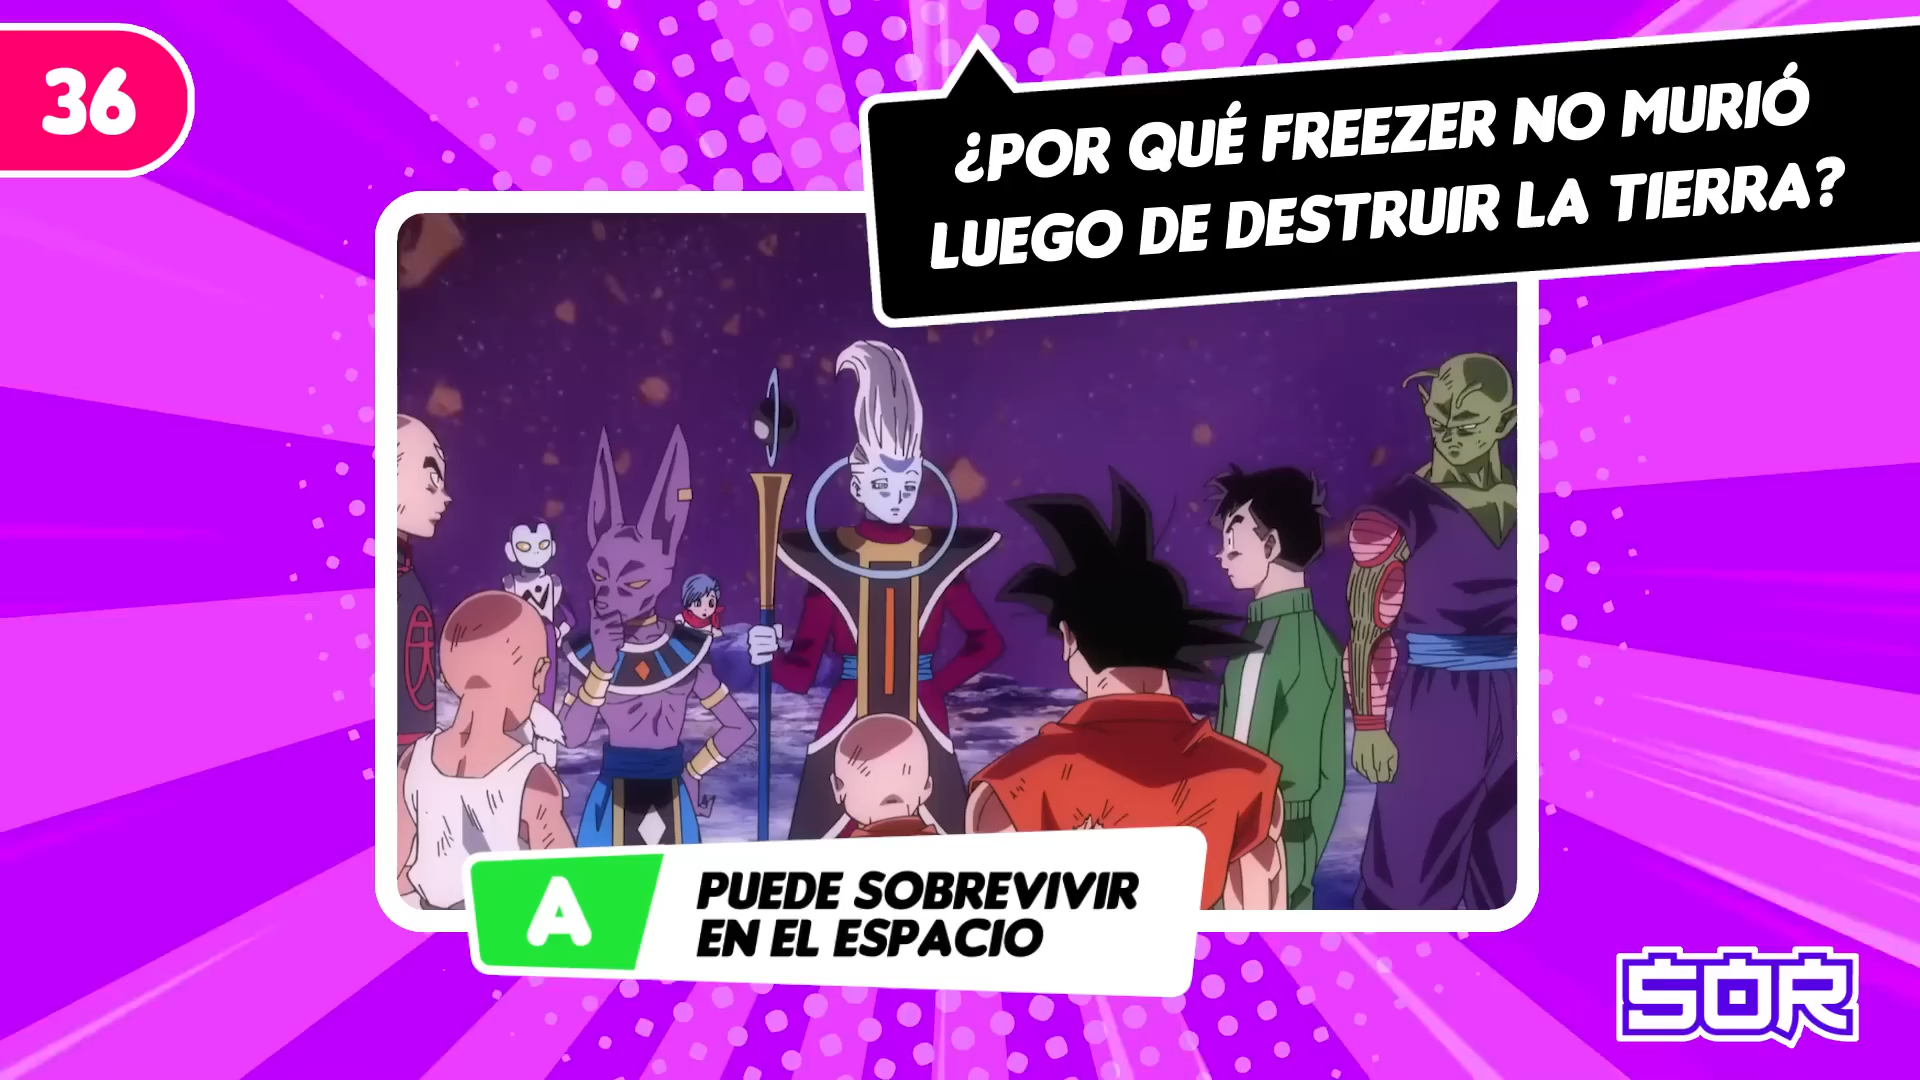 36
¿POR QUÉ FREEZER NO MURIÓ
LUEGO DE DESTRUIR LA TIERRA?
A
PUEDE SOBREVIVIR
EN EL ESPACIO
SOR